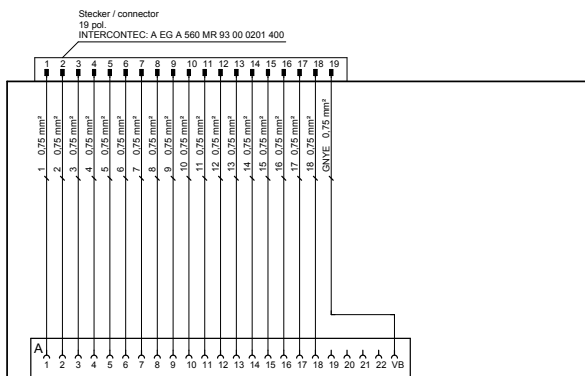 Stecker / connector
19 pol.
INTERCONTEC: A EG A 560 MR 93 00 0201 400
1 2 3 4 5 6 7 8 9 10 11 12 13 14 15 16 17 18 19
1 0,75 mm²
2 0,75 mm²
3 0,75 mm²
4 0,75 mm²
5 0,75 mm²
6 0,75 mm²
7 0,75 mm²
8 0,75 mm²
9 0,75 mm²
10 0,75 mm²
11 0,75 mm²
12 0,75 mm²
13 0,75 mm²
14 0,75 mm²
15 0,75 mm²
16 0,75 mm²
17 0,75 mm²
18 0,75 mm²
GNYE 0,75 mm²
A
1 2 3 4 5 6 7 8 9 10 11 12 13 14 15 16 17 18 19 20 21 22 VB